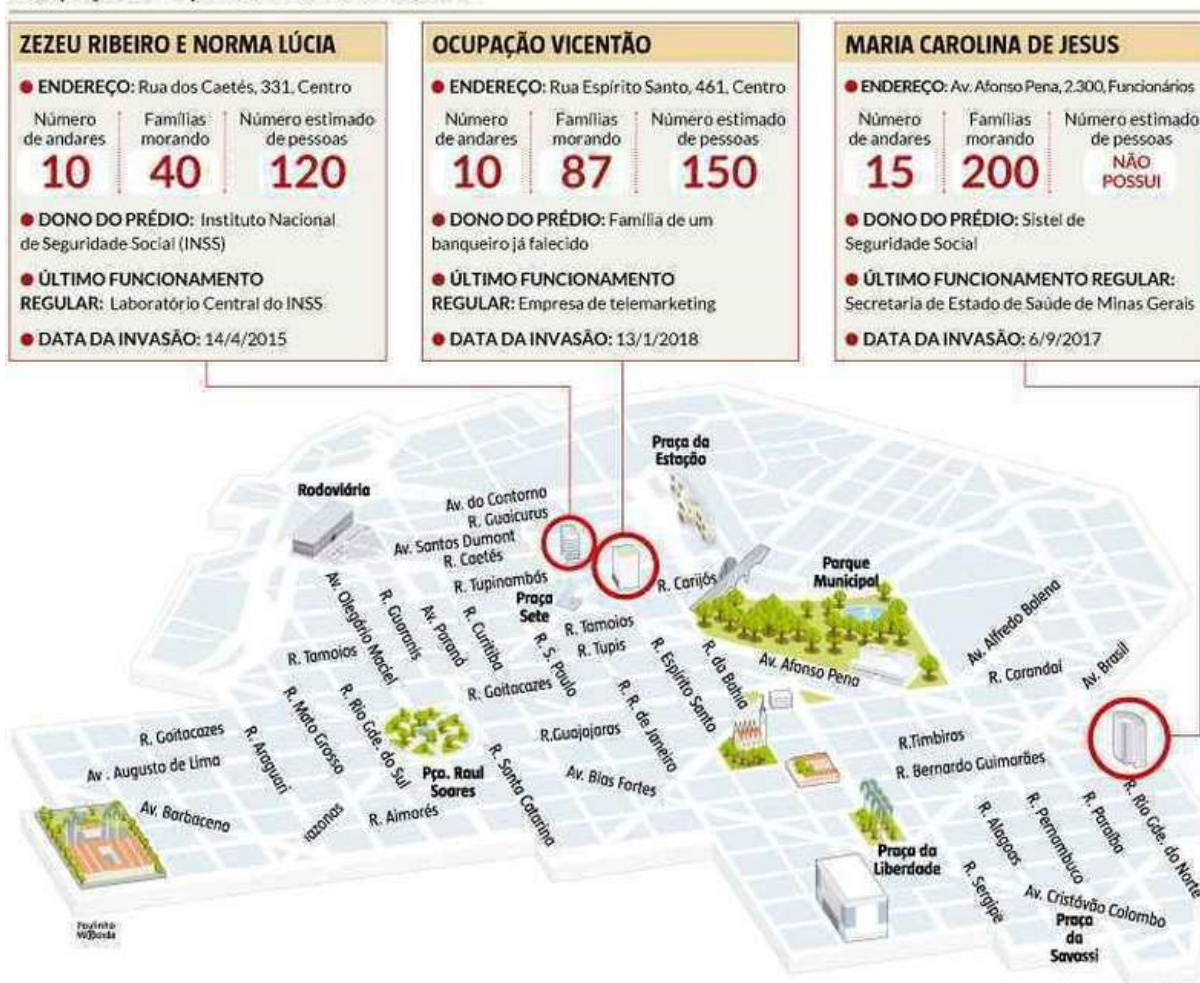 ZEZEU RIBEIRO E NORMA LÚCIA
● ENDEREÇO: Rua dos Caetés, 331, Centro
Número de andares
10
Famílias morando
40
Número estimado de pessoas
120
● DONO DO PRÉDIO: Instituto Nacional
de Seguridade Social (INSS)
● ÚLTIMO FUNCIONAMENTO
REGULAR: Laboratório Central do INSS
● DATA DA INVASÃO: 14/4/2015
OCUPAÇÃO VICENTÃO
● ENDEREÇO: Rua Espírito Santo, 461, Centro
Número de andares
10
Famílias morando
87
Número estimado de pessoas
150
● DONO DO PRÉDIO: Família de um
banqueiro já falecido
● ÚLTIMO FUNCIONAMENTO
REGULAR: Empresa de telemarketing
● DATA DA INVASÃO: 13/1/2018
MARIA CAROLINA DE JESUS
● ENDEREÇO: Av. Afonso Pena, 2.300, Funcionários
Número de andares
15
Famílias morando
200
Número estimado de pessoas
NÃO
POSSUI
● DONO DO PRÉDIO: Sistel de
Seguridade Social
● ÚLTIMO FUNCIONAMENTO REGULAR:
Secretaria de Estado de Saúde de Minas Gerais
● DATA DA INVASÃO: 6/9/2017
Praça da
Estação
Rodoviária
Av. do Contorno
R. Guaicurus
Av. Santos Dumont
R. Caetés
R. Tupinambás
Praça
Sete
R. Carijós
Parque
Municipal
Av. Olegário Maciel
R. Guaranis
Av. Paraná
R. Curitiba
R. S. Paulo
R. Tamoios
R. Tupis
R. Tamoios
R. Goitacazes
R. Espírito Santo
R. da Bahia
Av. Afonso Pena
Av. Alfredo Balena
R. Carandaí
Av. Brasil
R. Goitacazes
Av. Augusto de Lima
Av. Barbacena
R. Araguari
R. Mato Grosso
R. Rio Gde. do Sul
Pça. Raul
Soares
R. Aimorés
razonas
R. Santa Catarina
R.Guajajaras
R. R. de Janeiro
Av. Bias Fortes
R.Timbiras
R. Bernardo Guimarães
Praça da
Liberdade
R. Sergipe
R. Alagoas
R. Pernambuco
R. Paraíba
R. Rio Gde. do Norte
Av. Cristóvão Colombo
Praça
da
Savassi
Paulinho
Miranda